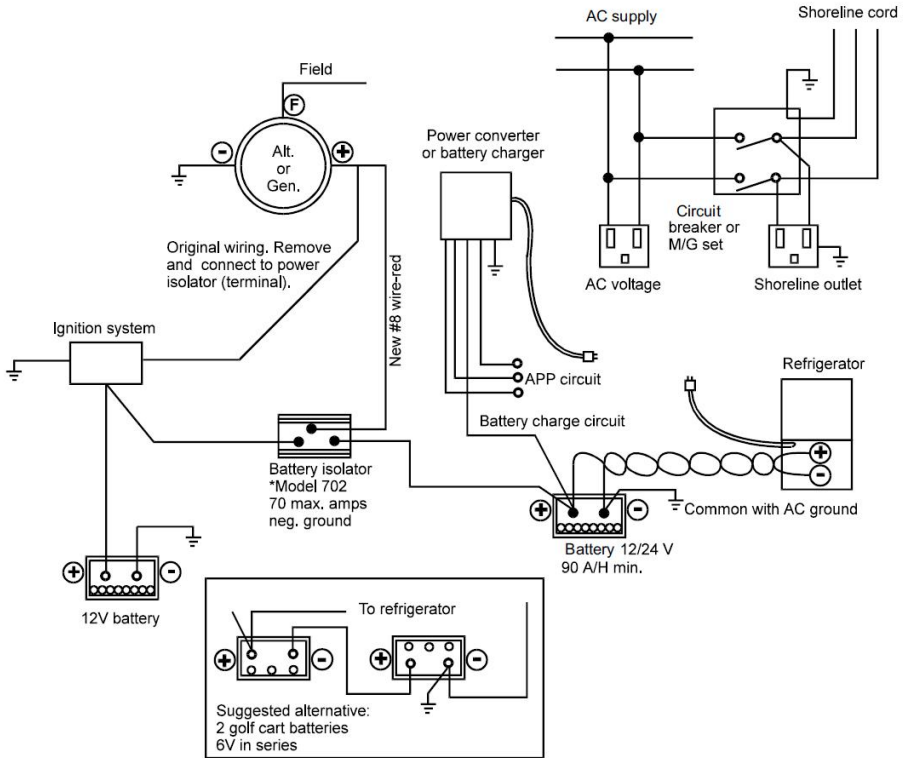 AC supply
Shoreline cord
Field
F
-
+
Alt.
or
Gen.
Power converter
or battery charger
Original wiring. Remove
and connect to power
isolator (terminal).
New #8 wire-red
Circuit
breaker or
M/G set
AC voltage
Shoreline outlet
Ignition system
APP circuit
Refrigerator
Battery charge circuit
+
-
Battery isolator
*Model 702
70 max. amps
neg. ground
+
-
Common with AC ground
Battery 12/24 V
90 A/H min.
+
-
12V battery
To refrigerator
+
-
+
-
Suggested alternative:
2 golf cart batteries
6V in series